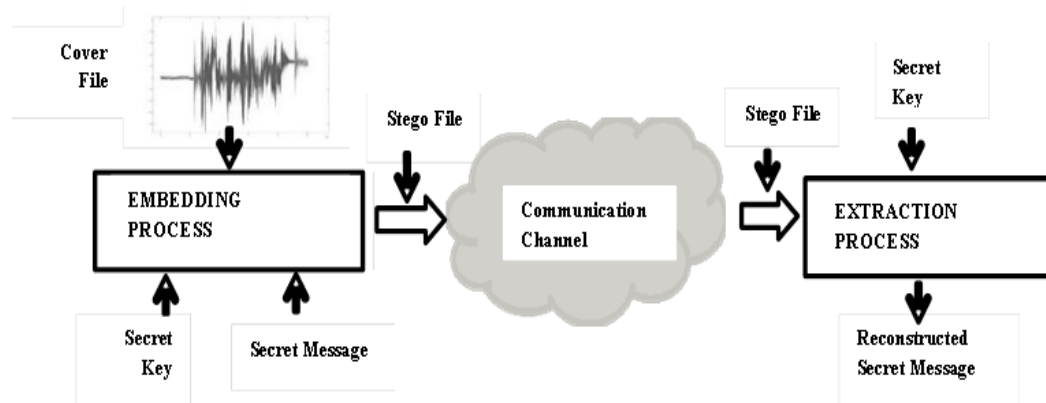 Cover
File
Stego File
Stego File
Secret
Key
EMBEDDING
PROCESS
Communication
Channel
EXTRACTION
PROCESS
Secret
Key
Secret Message
Reconstructed
Secret Message